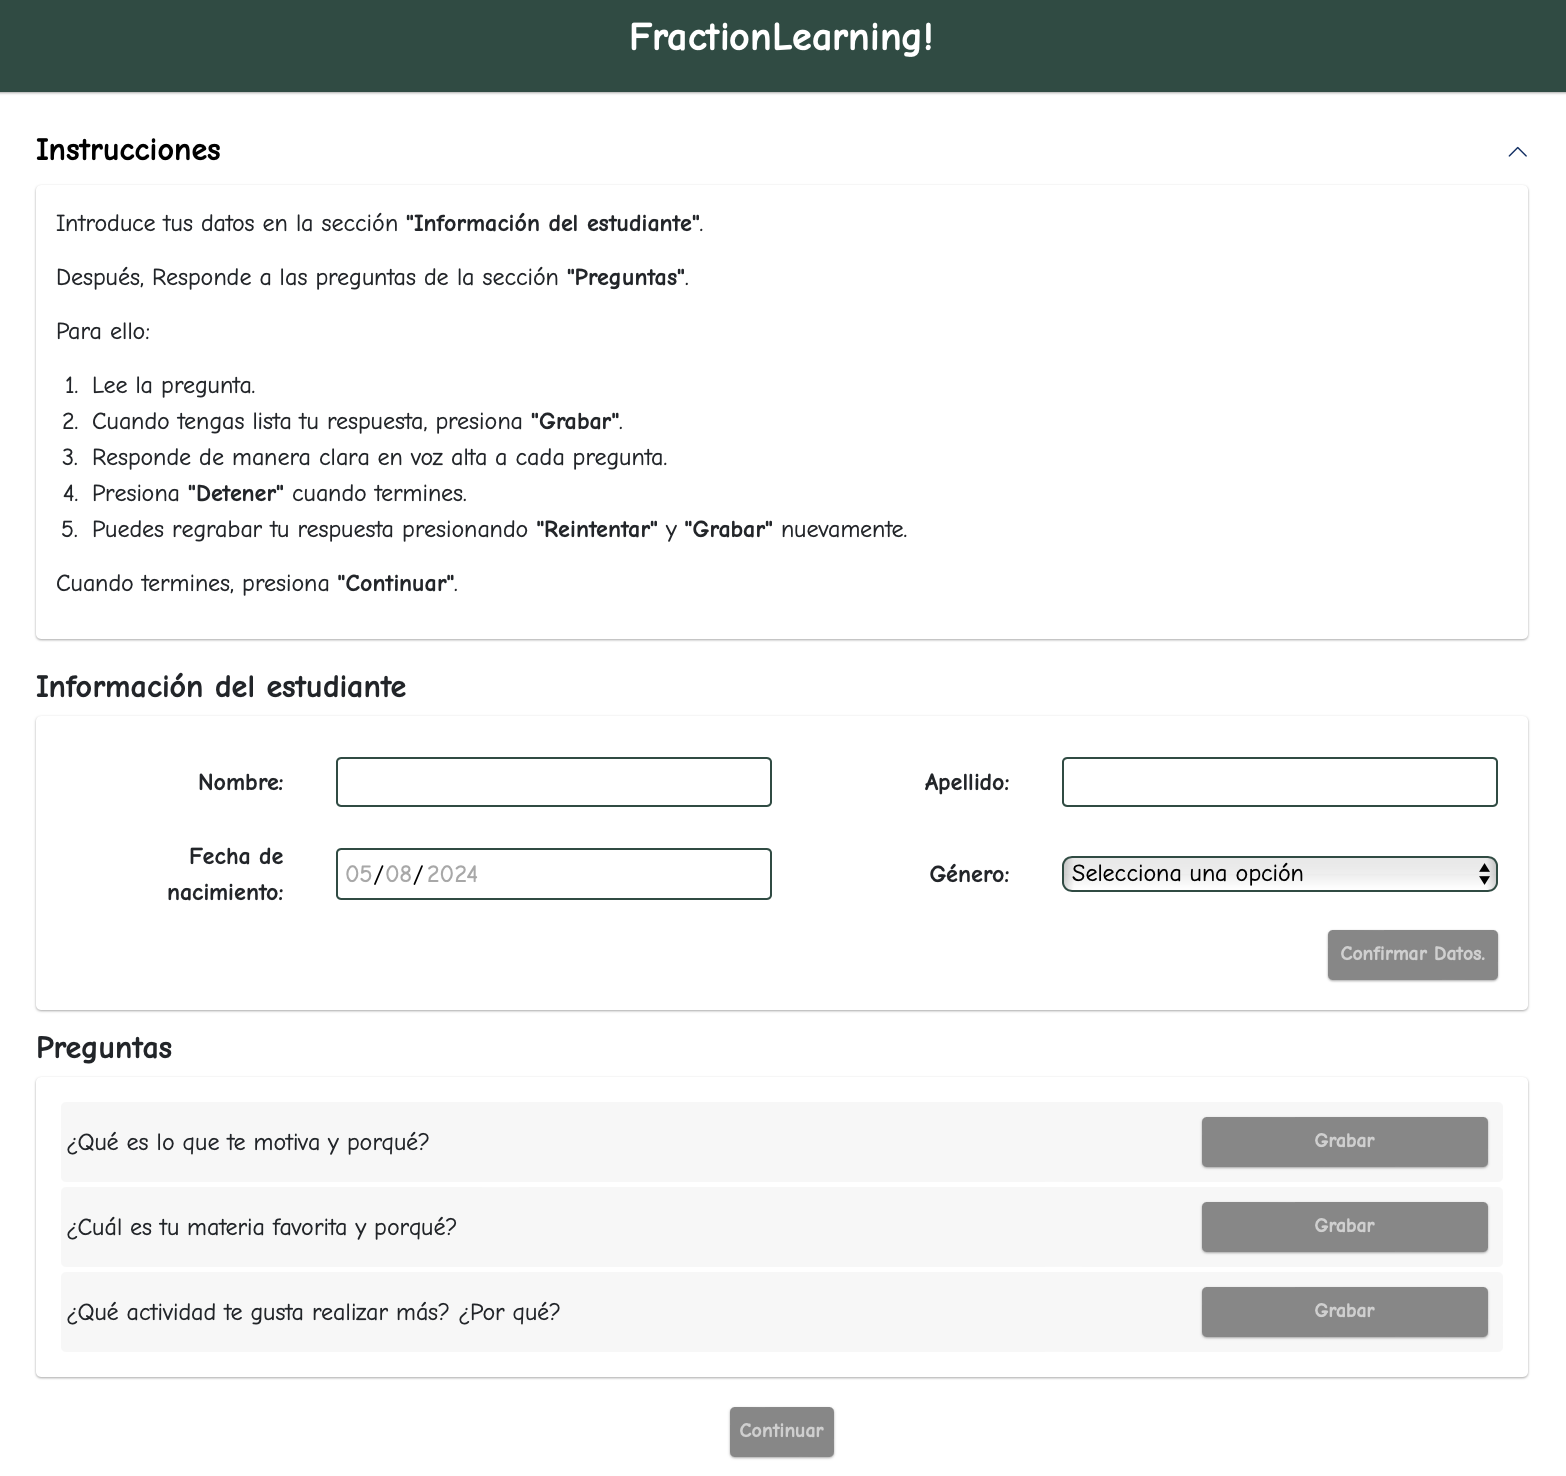 FractionLearning!
Instrucciones
Introduce tus datos en la sección "Información del estudiante".
Después, Responde a las preguntas de la sección "Preguntas".
Para ello:
1. Lee la pregunta.
2. Cuando tengas lista tu respuesta, presiona "Grabar".
3. Responde de manera clara en voz alta a cada pregunta.
4. Presiona "Detener" cuando termines.
5. Puedes regrabar tu respuesta presionando "Reintentar" y "Grabar" nuevamente.
Cuando termines, presiona "Continuar".
Información del estudiante
Nombre:
Apellido:
Fecha de
nacimiento:
05/08/2024
Género:
Selecciona una opción
Confirmar Datos.
Preguntas
¿Qué es lo que te motiva y porqué?
Grabar
¿Cuál es tu materia favorita y porqué?
Grabar
¿Qué actividad te gusta realizar más? ¿Por qué?
Grabar
Continuar